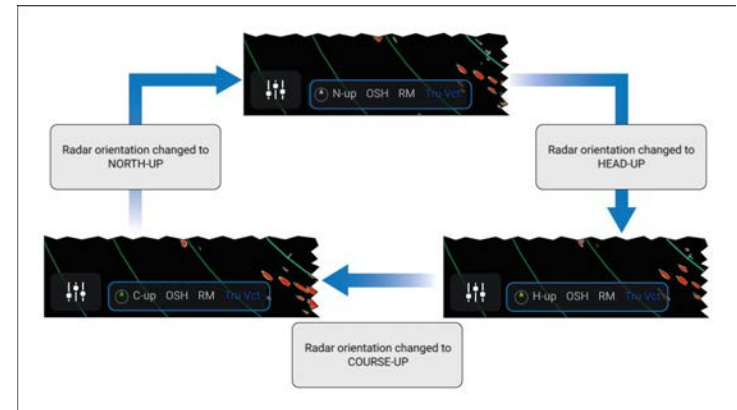 N-up OSH RM Tru Vct
Radar orientation changed to
NORTH-UP
Radar orientation changed to
HEAD-UP
C-up OSH RM Tru Vct
H-up OSH RM Tru Vct
Radar orientation changed to
COURSE-UP